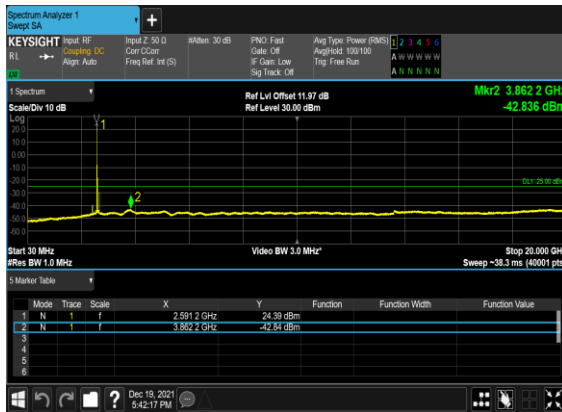 Spectrum Analyzer 1
Swept SA
+
KEYSIGHT Input: RF Input Z: 50 Ω #Atten: 30 dB PNO: Fast Avg Type: Power (RMS) 1 2 3 4 5 6
RL Coupling: DC Corr CCorr Gate: Off Avg|Hold: 100/100 A W W W W W
Align: Auto Freq Ref: Int (S) IF Gain: Low Trig: Free Run
LXI Sig Track: Off A N N N N N
1 Spectrum Ref Lvl Offset 11.97 dB Mkr2 3.862 2 GHz
Scale/Div 10 dB Ref Level 30.00 dBm -42.836 dBm
Log
20.0
10.0
0.00
-10.0
-20.0
-30.0
-40.0
-50.0
-60.0
1
2
DL1 -25.00 dBm
Start 30 MHz Video BW 3.0 MHz* Stop 20.000 GHz
#Res BW 1.0 MHz Sweep ~38.3 ms (40001 pts)
5 Marker Table
Mode Trace Scale X Y Function Function Width Function Value
1 N 1 f 2.591 2 GHz 24.39 dBm
2 N 1 f 3.862 2 GHz -42.84 dBm
3
4
5
6
? Dec 19, 2021
5:42:17 PM